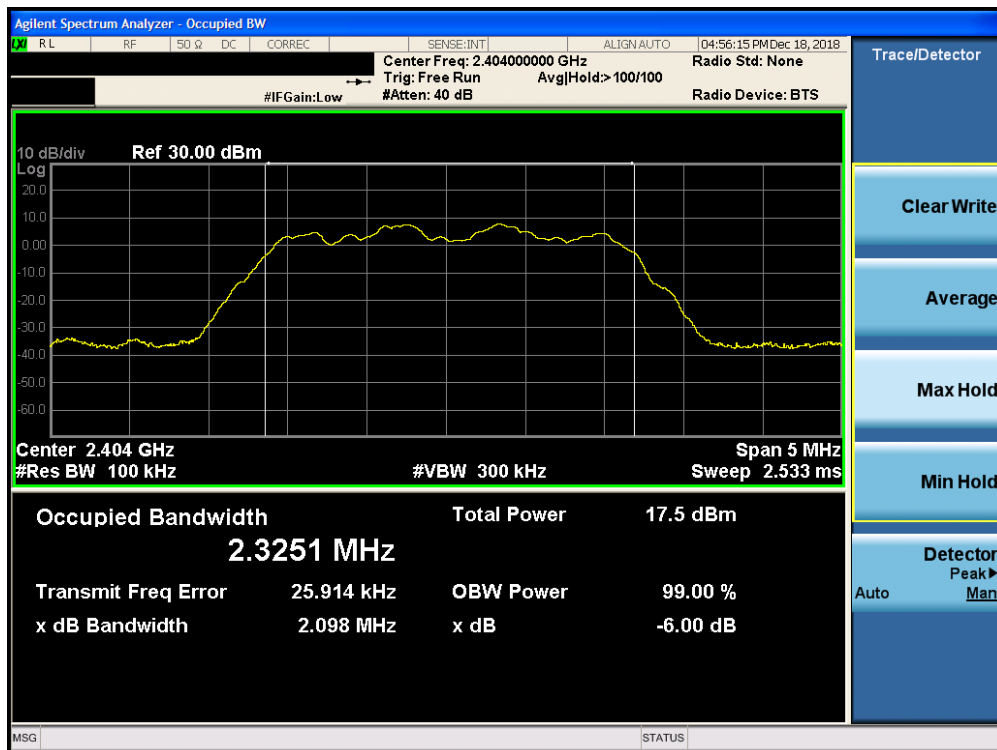 Agilent Spectrum Analyzer - Occupied BW
LXI RL RF 50 Ω DC CORREC SENSE:INT ALIGN AUTO 04:56:15 PM Dec 18, 2018
Center Freq: 2.404000000 GHz Radio Std: None
Trig: Free Run Avg|Hold:>100/100
#IFGain:Low #Atten: 40 dB Radio Device: BTS
10 dB/div Ref 30.00 dBm
Log
20.0
10.0
0.00
-10.0
-20.0
-30.0
-40.0
-50.0
-60.0
Center 2.404 GHz Span 5 MHz
#Res BW 100 kHz #VBW 300 kHz Sweep 2.533 ms
Occupied Bandwidth Total Power 17.5 dBm
2.3251 MHz
Transmit Freq Error 25.914 kHz OBW Power 99.00 %
x dB Bandwidth 2.098 MHz x dB -6.00 dB
Trace/Detector
Clear Write
Average
Max Hold
Min Hold
Detector
Peak▶
Auto Man
MSG STATUS